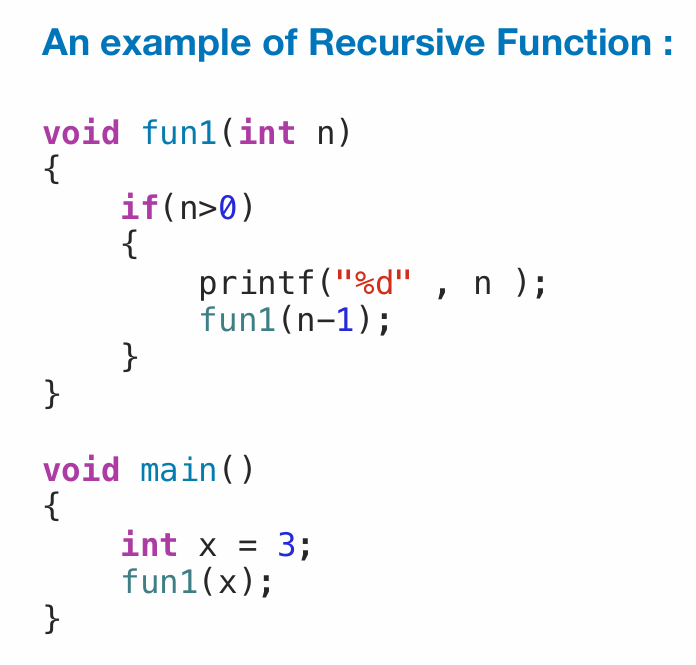 An example of Recursive Function :
void fun1(int n)
{
    if(n>0)
    {
        printf("%d" , n );
        fun1(n-1);
    }
}
void main()
{
    int x = 3;
    fun1(x);
}